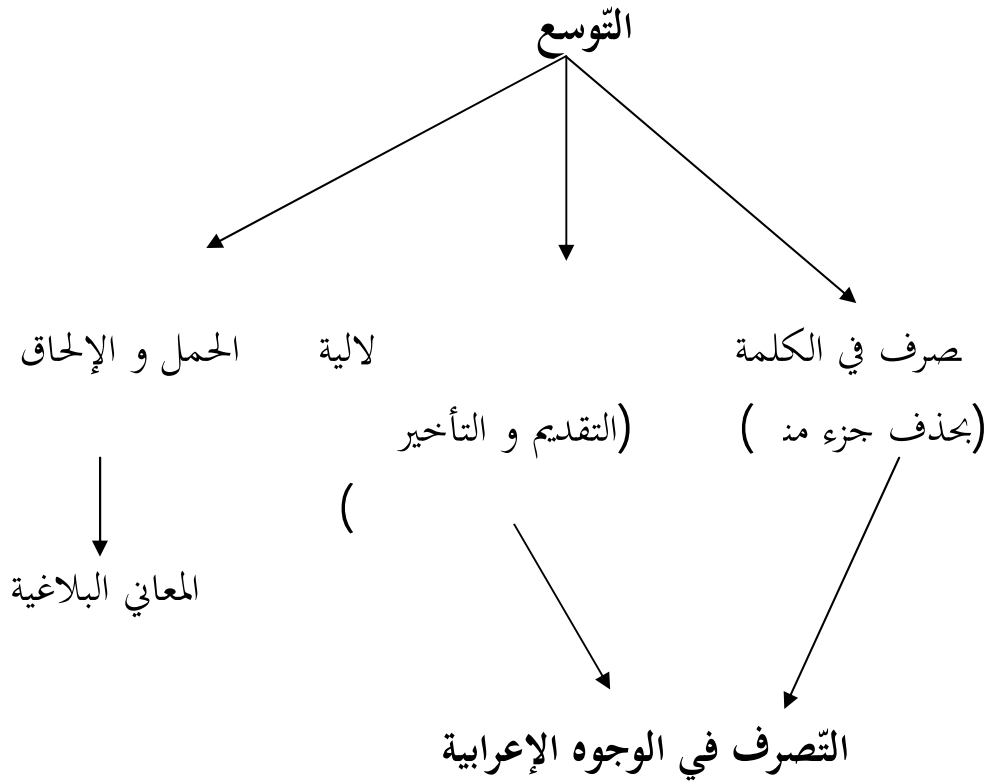 التّوسع
صرف في الكلمة لالية الحمل و الإلحاق
(بحذف جزء منـ ) (التقديم و التأخير
)
المعاني البلاغية
التّصرف في الوجوه الإعرابية